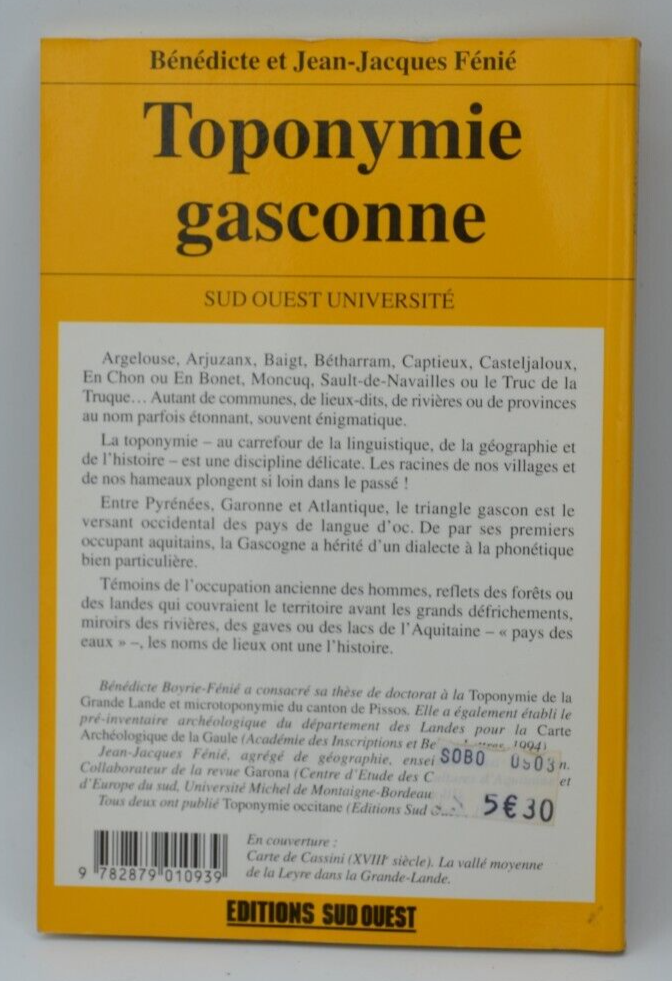 Bénédicte et Jean-Jacques Fénié
Toponymie
gasconne
SUD OUEST UNIVERSITÉ
Argelouse, Arjuzanx, Baigt, Bétharram, Captieux, Casteljaloux,
En Chon ou En Bonet, Moncuq, Sault-de-Navailles ou le Truc de la
Truque… Autant de communes, de lieux-dits, de rivières ou de provinces
au nom parfois étonnant, souvent énigmatique.
La toponymie – au carrefour de la linguistique, de la géographie et
de l'histoire – est une discipline délicate. Les racines de nos villages et
de nos hameaux plongent si loin dans le passé !
Entre Pyrénées, Garonne et Atlantique, le triangle gascon est le
versant occidental des pays de langue d'oc. De par ses premiers
occupant aquitains, la Gascogne a hérité d'un dialecte à la phonétique
bien particulière.
Témoins de l'occupation ancienne des hommes, reflets des forêts ou
des landes qui couvraient le territoire avant les grands défrichements,
miroirs des rivières, des gaves ou des lacs de l'Aquitaine – « pays des
eaux » –, les noms de lieux ont une l'histoire.
Bénédicte Boyrie-Fénié a consacré sa thèse de doctorat à la Toponymie de la
Grande Lande et microtoponymie du canton de Pissos. Elle a également établi le
pré-inventaire archéologique du département des Landes pour la Carte
Archéologique de la Gaule (Académie des Inscriptions et Be 1994)
Jean-Jacques Fénié, agrégé de géographie, ensei n.
Collaborateur de la revue Garona (Centre d'Etude des C et
d'Europe du sud, Université Michel de Montaigne-Bordeau
Tous deux ont publié Toponymie occitane (Editions Sud
SOBO 0503
5€30
9 782879 010939
En couverture :
Carte de Cassini (XVIIIe siècle). La vallé moyenne
de la Leyre dans la Grande-Lande.
EDITIONS SUD OUEST